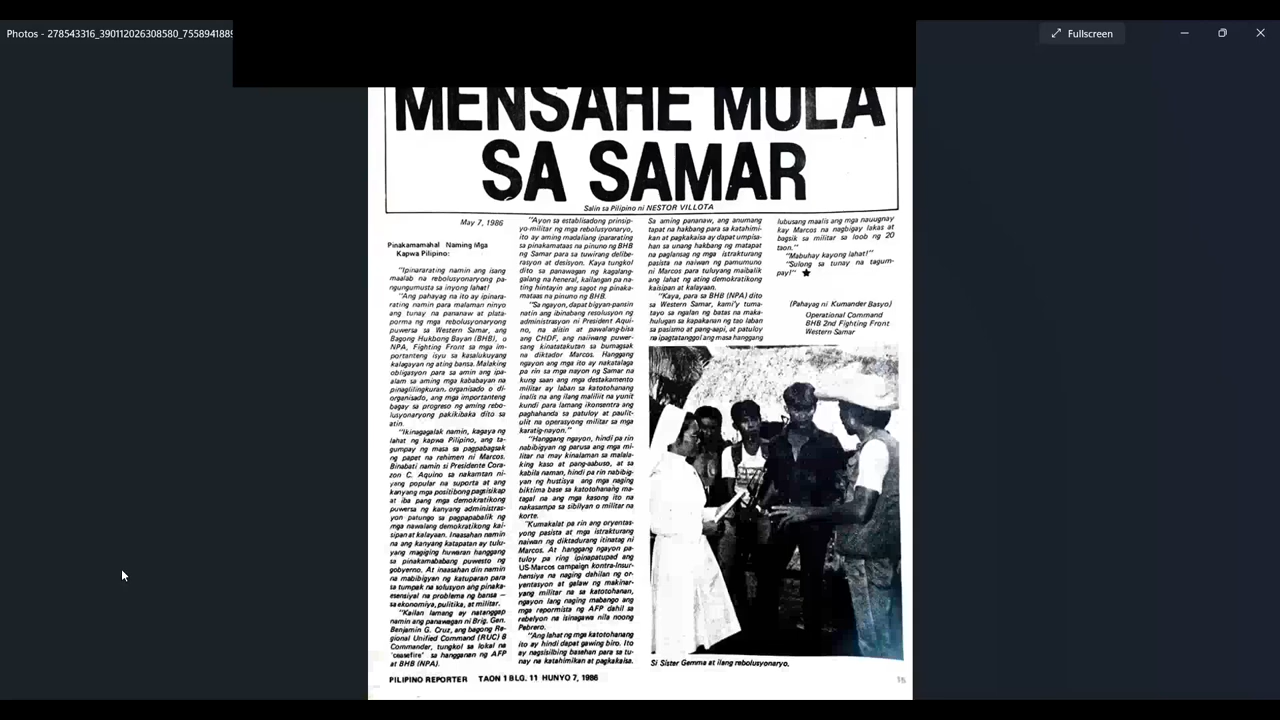 Photos - 278543316_390112026308580_7558941889
Fullscreen
MENSAHE MULA
SA SAMAR
Salin sa Pilipino ni NESTOR VILLOTA
May 7, 1986
Pinakamamahal Naming Mga
Kapwa Pilipino:
"Ipinararating namin ang isang
maalab na rebolusyonaryong pa-
ngungumusta sa inyong lahat!
"Ang pahayag na ito ay ipinara-
rating namin para malaman ninyo
ang tunay na pananaw at plata-
porma ng mga rebolusyonaryong
puwersa sa Western Samar, ang
Bagong Hukbong Bayan (BHB), o
NPA, Fighting Front sa mga im-
portanteng isyu sa kasalukuyang
kalagayan ng ating bansa. Malaking
obligasyon para sa amin ang ipa-
alam sa aming mga kababayan na
pinaglilingkuran, organisado o di-
organisado, ang mga importanteng
bagay sa progreso ng aming rebo-
lusyonaryong pakikibaka dito sa
atin.
"Ikinagagalak namin, kagaya ng
lahat ng kapwa Pilipino, ang ta-
gumpay ng masa sa pagpabagsak
ng papet na rehimen ni Marcos.
Binabati namin si Presidente Cora-
zon C. Aquino sa nakamtan ni-
yang popular na suporta at ang
kanyang mga positibong pagsisikap
at iba pang mga demokratikong
puwersa ng kanyang administras-
yon patungo sa pagpapabalik ng
mga nawalang demokratikong kai-
sipan at kalayaan. Inaasahan namin
na ang kanyang katapatan ay tulu-
yang magiging huwaran hanggang
sa pinakamababang puwesto ng
gobyerno. At inaasahan din namin
na mabibigyan ng katuparan para
sa tumpak na solusyon ang pinaka-
esensiyal na problema ng bansa —
sa ekonomiya, pulitika, at militar.
"Kailan lamang ay natanggap
namin ang panawagan ni Brig. Gen.
Benjamin G. Cruz, ang bagong Re-
gional Unified Command (RUC) 8
Commander, tungkol sa lokal na
'ceasefire' sa hangganan ng AFP
at BHB (NPA).
"Ayon sa establisadong prinsip-
yo-militar ng mga rebolusyonaryo,
ito ay aming madaliang ipararating
sa pinakamataas na pinuno ng BHB
ng Samar para sa tuwirang delibe-
rasyon at desisyon. Kaya tungkol
dito sa panawagan ng kagalang-
galang na heneral, kailangan pa na-
ting hintayin ang sagot ng pinaka-
mataas na pinuno ng BHB.
"Sa ngayon, dapat bigyan-pansin
natin ang ibinabang resolusyon ng
administrasyon ni President Aqui-
no, na alisin at pawalang-bisa
ang CHDF, ang naiiwang puwer-
sang kinatatakutan sa bumagsak
na diktador Marcos. Hanggang
ngayon ang mga ito ay nakatalaga
pa rin sa mga nayon ng Samar na
kung saan ang mga destakamento
militar ay laban sa katotohanang
inalis na ang ilang maliliit na yunit
kundi para lamang ikonsentra ang
paghahanda sa patuloy at paulit-
ulit na operasyong militar sa mga
karatig-nayon."
"Hanggang ngayon, hindi pa rin
nabibigyan ng parusa ang mga mi-
litar na may kinalaman sa malala-
king kaso at pang-aabuso, at sa
kabila naman, hindi pa rin nabibig-
yan ng hustisya ang mga naging
biktima base sa katotohanang ma-
tagal na ang mga kasong ito na
nakasampa sa sibilyan o militar na
korte.
"Kumakalat pa rin ang oryentas-
yong pasista at mga istrakturang
naiwan ng diktadurang itinatag ni
Marcos. At hanggang ngayon pa-
tuloy pa ring ipinapatupad ang
US-Marcos campaign kontra-Insur-
hensiya na naging dahilan ng or-
yentasyon at galaw ng makinar-
yang militar na sa katotohanan,
ngayon lang naging mabango ang
mga repormista ng AFP dahil sa
rebelyon na isinagawa nila noong
Pebrero.
"Ang lahat ng mga katotohanang
ito ay hindi dapat gawing biro. Ito
ay nagsisilbing basehan para sa tu-
nay na katahimikan at pagkakaisa.
Sa aming pananaw, ang anumang
tapat na hakbang para sa katahimi-
kan at pagkakaisa ay dapat umpisa-
han sa unang hakbang ng matapat
na paglansag ng mga istrakturang
pasista na naiwan ng pamumuno
ni Marcos para tuluyang maibalik
ang lahat ng ating demokratikong
kaisipan at kalayaan.
"Kaya, para sa BHB (NPA) dito
sa Western Samar, kami'y tuma-
tayo sa ngalan ng batas na maka-
hulugan sa kapakanan ng tao laban
sa pasismo at pang-aapi, at patuloy
na ipagtatanggol ang masa hanggang
lubusang maalis ang mga nauugnay
kay Marcos na nagbigay lakas at
bagsik sa militar sa loob ng 20
taon."
"Mabuhay kayong lahat!"
"Sulong sa tunay na tagum-
pay!" ★
(Pahayag ni Kumander Basyo)
Operational Command
BHB 2nd Fighting Front
Western Samar
Si Sister Gemma at ilang rebolusyonaryo.
PILIPINO REPORTER TAON 1 BLG. 11 HUNYO 7, 1986
15